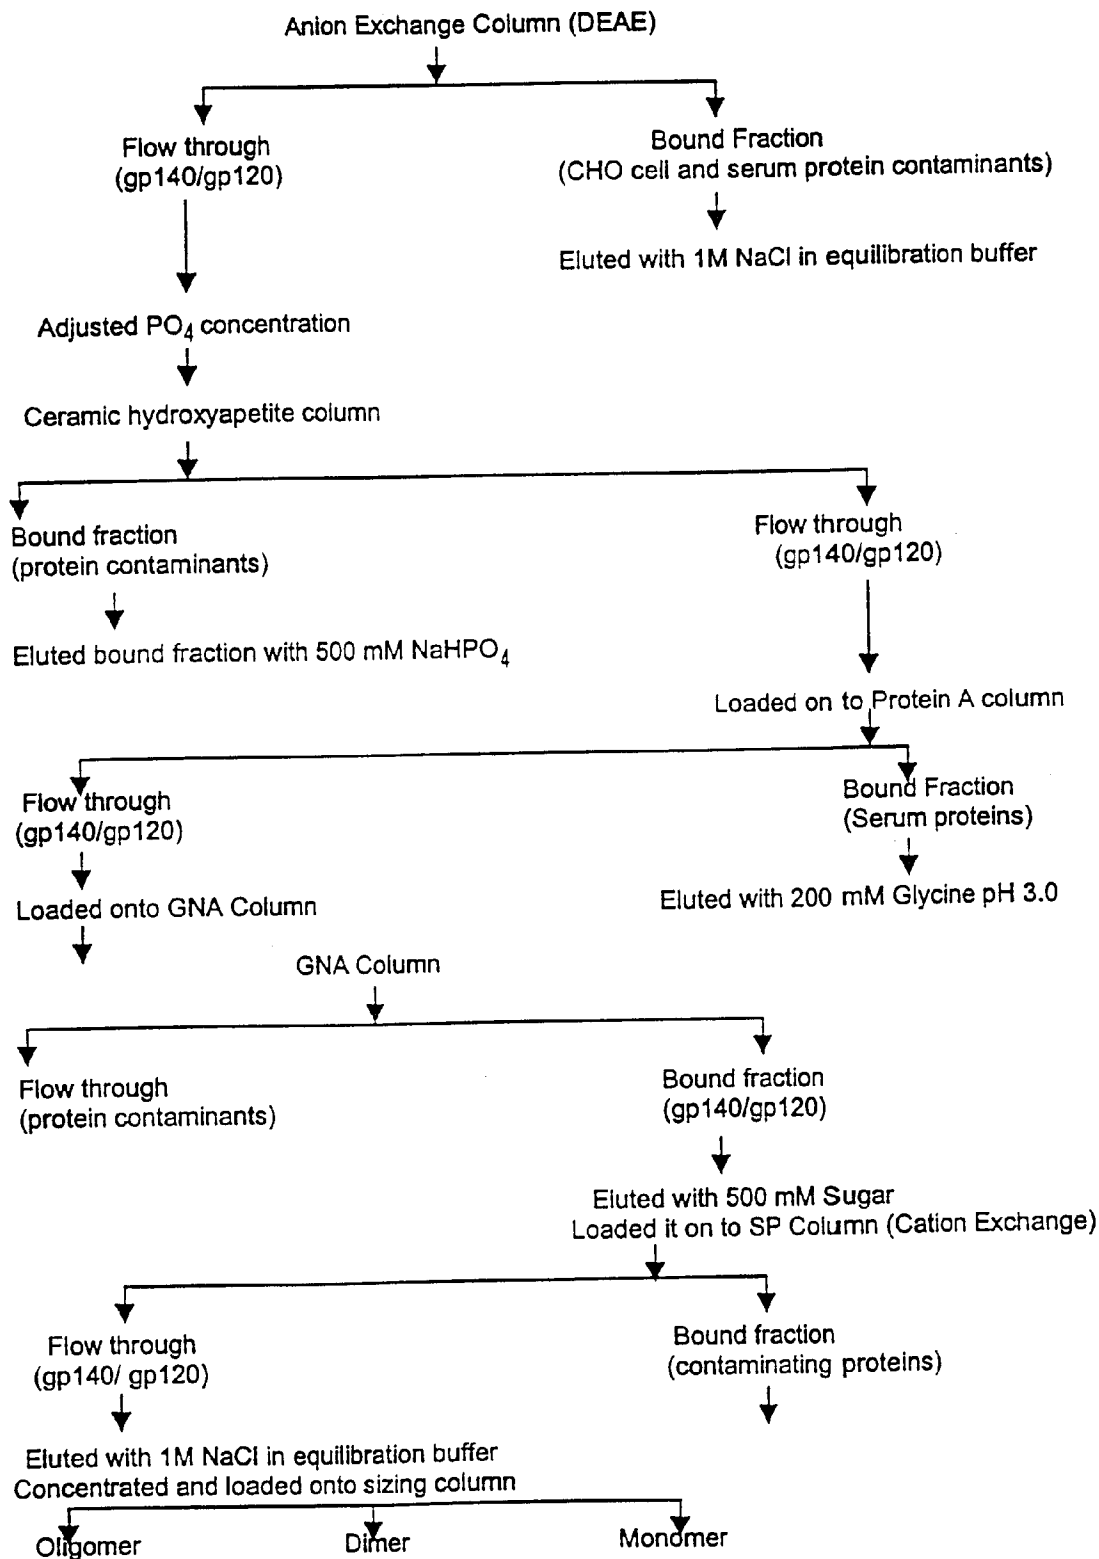 Anion Exchange Column (DEAE)
Flow through
(gp140/gp120)
Bound Fraction
(CHO cell and serum protein contaminants)
Eluted with 1M NaCl in equilibration buffer
Adjusted PO4 concentration
Ceramic hydroxyapetite column
Bound fraction
(protein contaminants)
Eluted bound fraction with 500 mM NaHPO4
Flow through
(gp140/gp120)
Loaded on to Protein A column
Flow through
(gp140/gp120)
Loaded onto GNA Column
Bound Fraction
(Serum proteins)
Eluted with 200 mM Glycine pH 3.0
GNA Column
Flow through
(protein contaminants)
Bound fraction
(gp140/gp120)
Eluted with 500 mM Sugar
Loaded it on to SP Column (Cation Exchange)
Flow through
(gp140/ gp120)
Bound fraction
(contaminating proteins)
Eluted with 1M NaCl in equilibration buffer
Concentrated and loaded onto sizing column
Oligomer Dimer Monomer